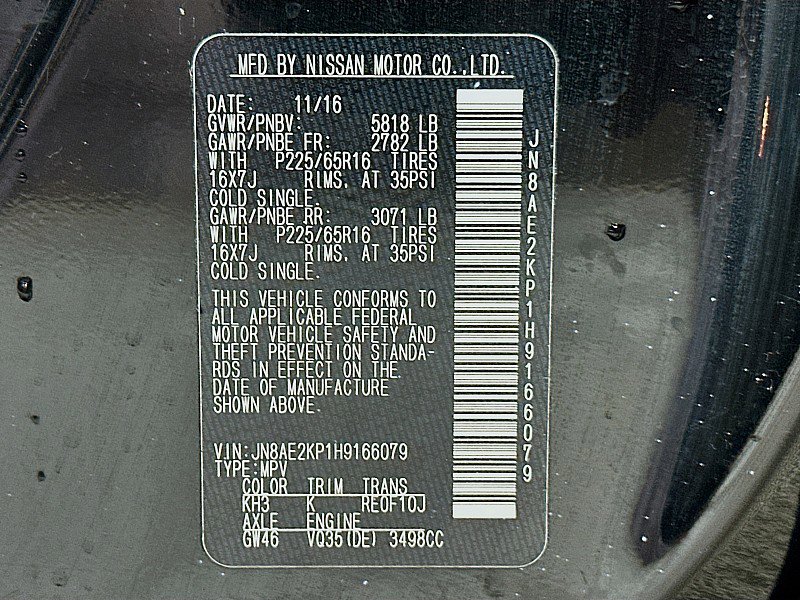 MFD BY NISSAN MOTOR CO.,LTD.
DATE: 11/16
GVWR/PNBV: 5818 LB
GAWR/PNBE FR: 2782 LB
WITH P225/65R16 TIRES
16X7J RIMS. AT 35PSI
COLD SINGLE.
GAWR/PNBE RR: 3071 LB
WITH P225/65R16 TIRES
16X7J RIMS. AT 35PSI
COLD SINGLE.
THIS VEHICLE CONFORMS TO
ALL APPLICABLE FEDERAL
MOTOR VEHICLE SAFETY AND
THEFT PREVENTION STANDA-
RDS IN EFFECT ON THE
DATE OF MANUFACTURE
SHOWN ABOVE.
VIN:JN8AE2KP1H9166079
TYPE:MPV
COLOR TRIM TRANS
KH3 K RE0F10J
AXLE ENGINE
GW46 VQ35(DE) 3498CC
JN8AE2KP1H9166079